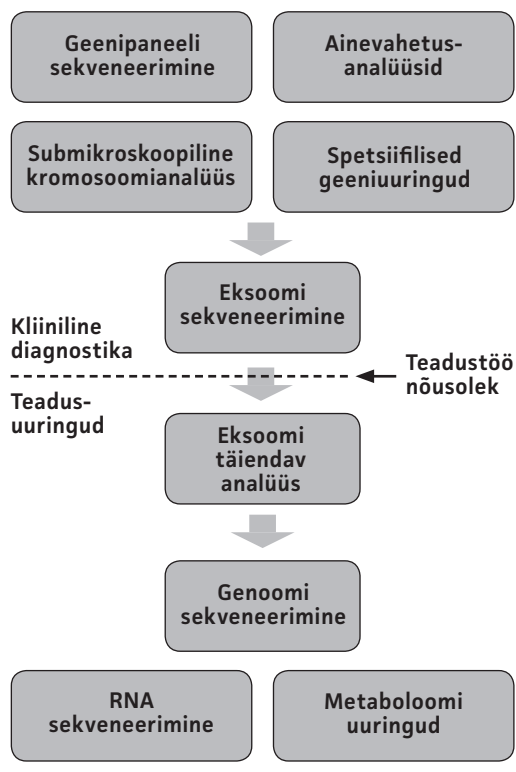 Geenipaneeli
sekveneerimine
Ainevahetus-
analüüsid
Submikroskoopiline
kromosoomianalüüs
Spetsiifilised
geeniuuringud
Eksoomi
sekveneerimine
Kliiniline
diagnostika
Teadustöö
nõusolek
Teadus-
uuringud
Eksoomi
täiendav
analüüs
Genoomi
sekveneerimine
RNA
sekveneerimine
Metaboloomi
uuringud